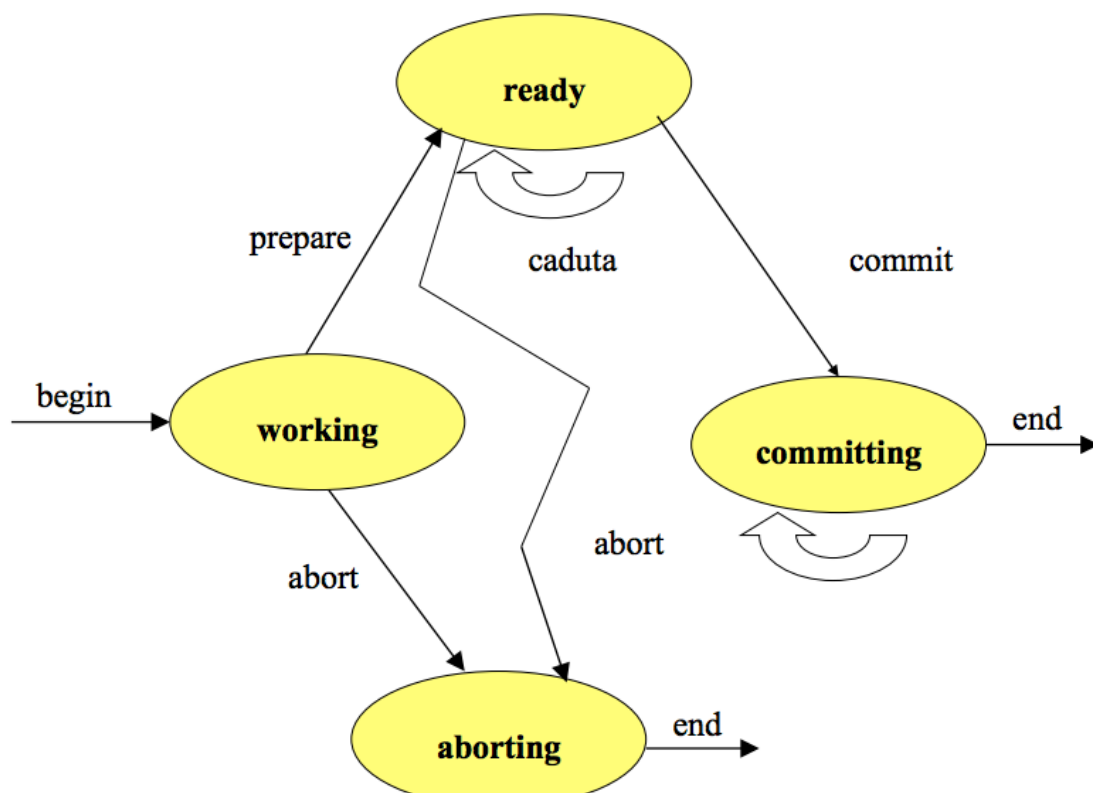 ready
prepare
caduta
commit
begin
working
committing
end
abort
abort
aborting
end